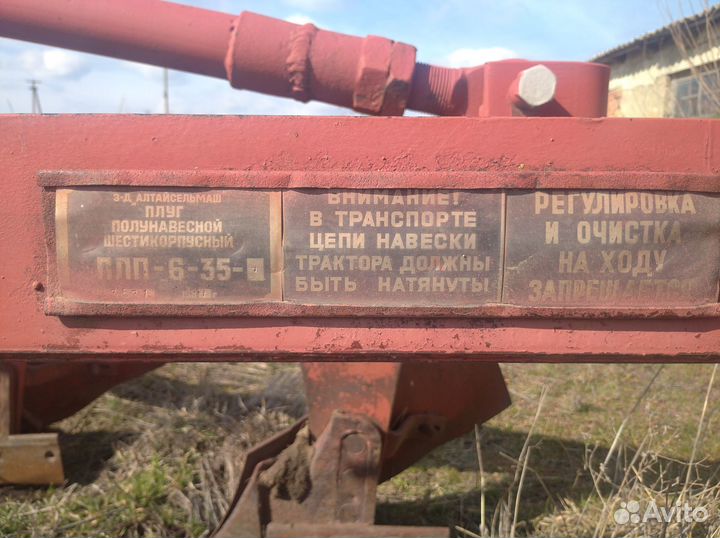 З-Д, АЛТАЙСЕЛЬМАШ
ПЛУГ
ПОЛУНАВЕСНОЙ
ШЕСТИКОРПУСНЫЙ
ПЛП-6-35-
ВНИМАНИЕ!
В ТРАНСПОРТЕ
ЦЕПИ НАВЕСКИ
ТРАКТОРА ДОЛЖНЫ
БЫТЬ НАТЯНУТЫ
РЕГУЛИРОВКА
И ОЧИСТКА
НА ХОДУ
ЗАПРЕЩАЕТСЯ
Avito